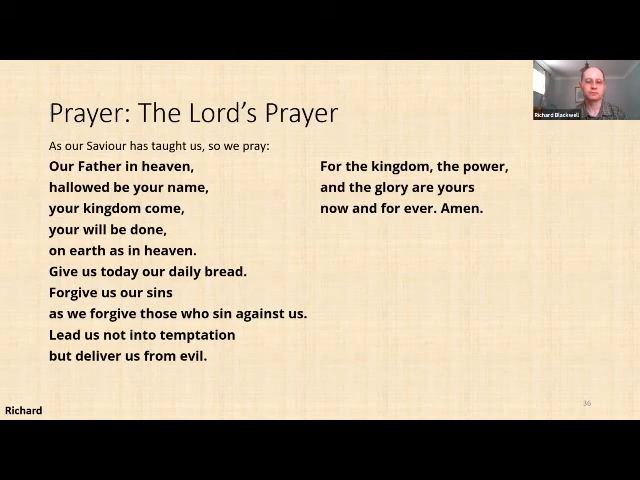 Prayer: The Lord's Prayer
Richard Blackwell
As our Saviour has taught us, so we pray:
Our Father in heaven,
hallowed be your name,
your kingdom come,
your will be done,
on earth as in heaven.
Give us today our daily bread.
Forgive us our sins
as we forgive those who sin against us.
Lead us not into temptation
but deliver us from evil.
For the kingdom, the power,
and the glory are yours
now and for ever. Amen.
Richard
36